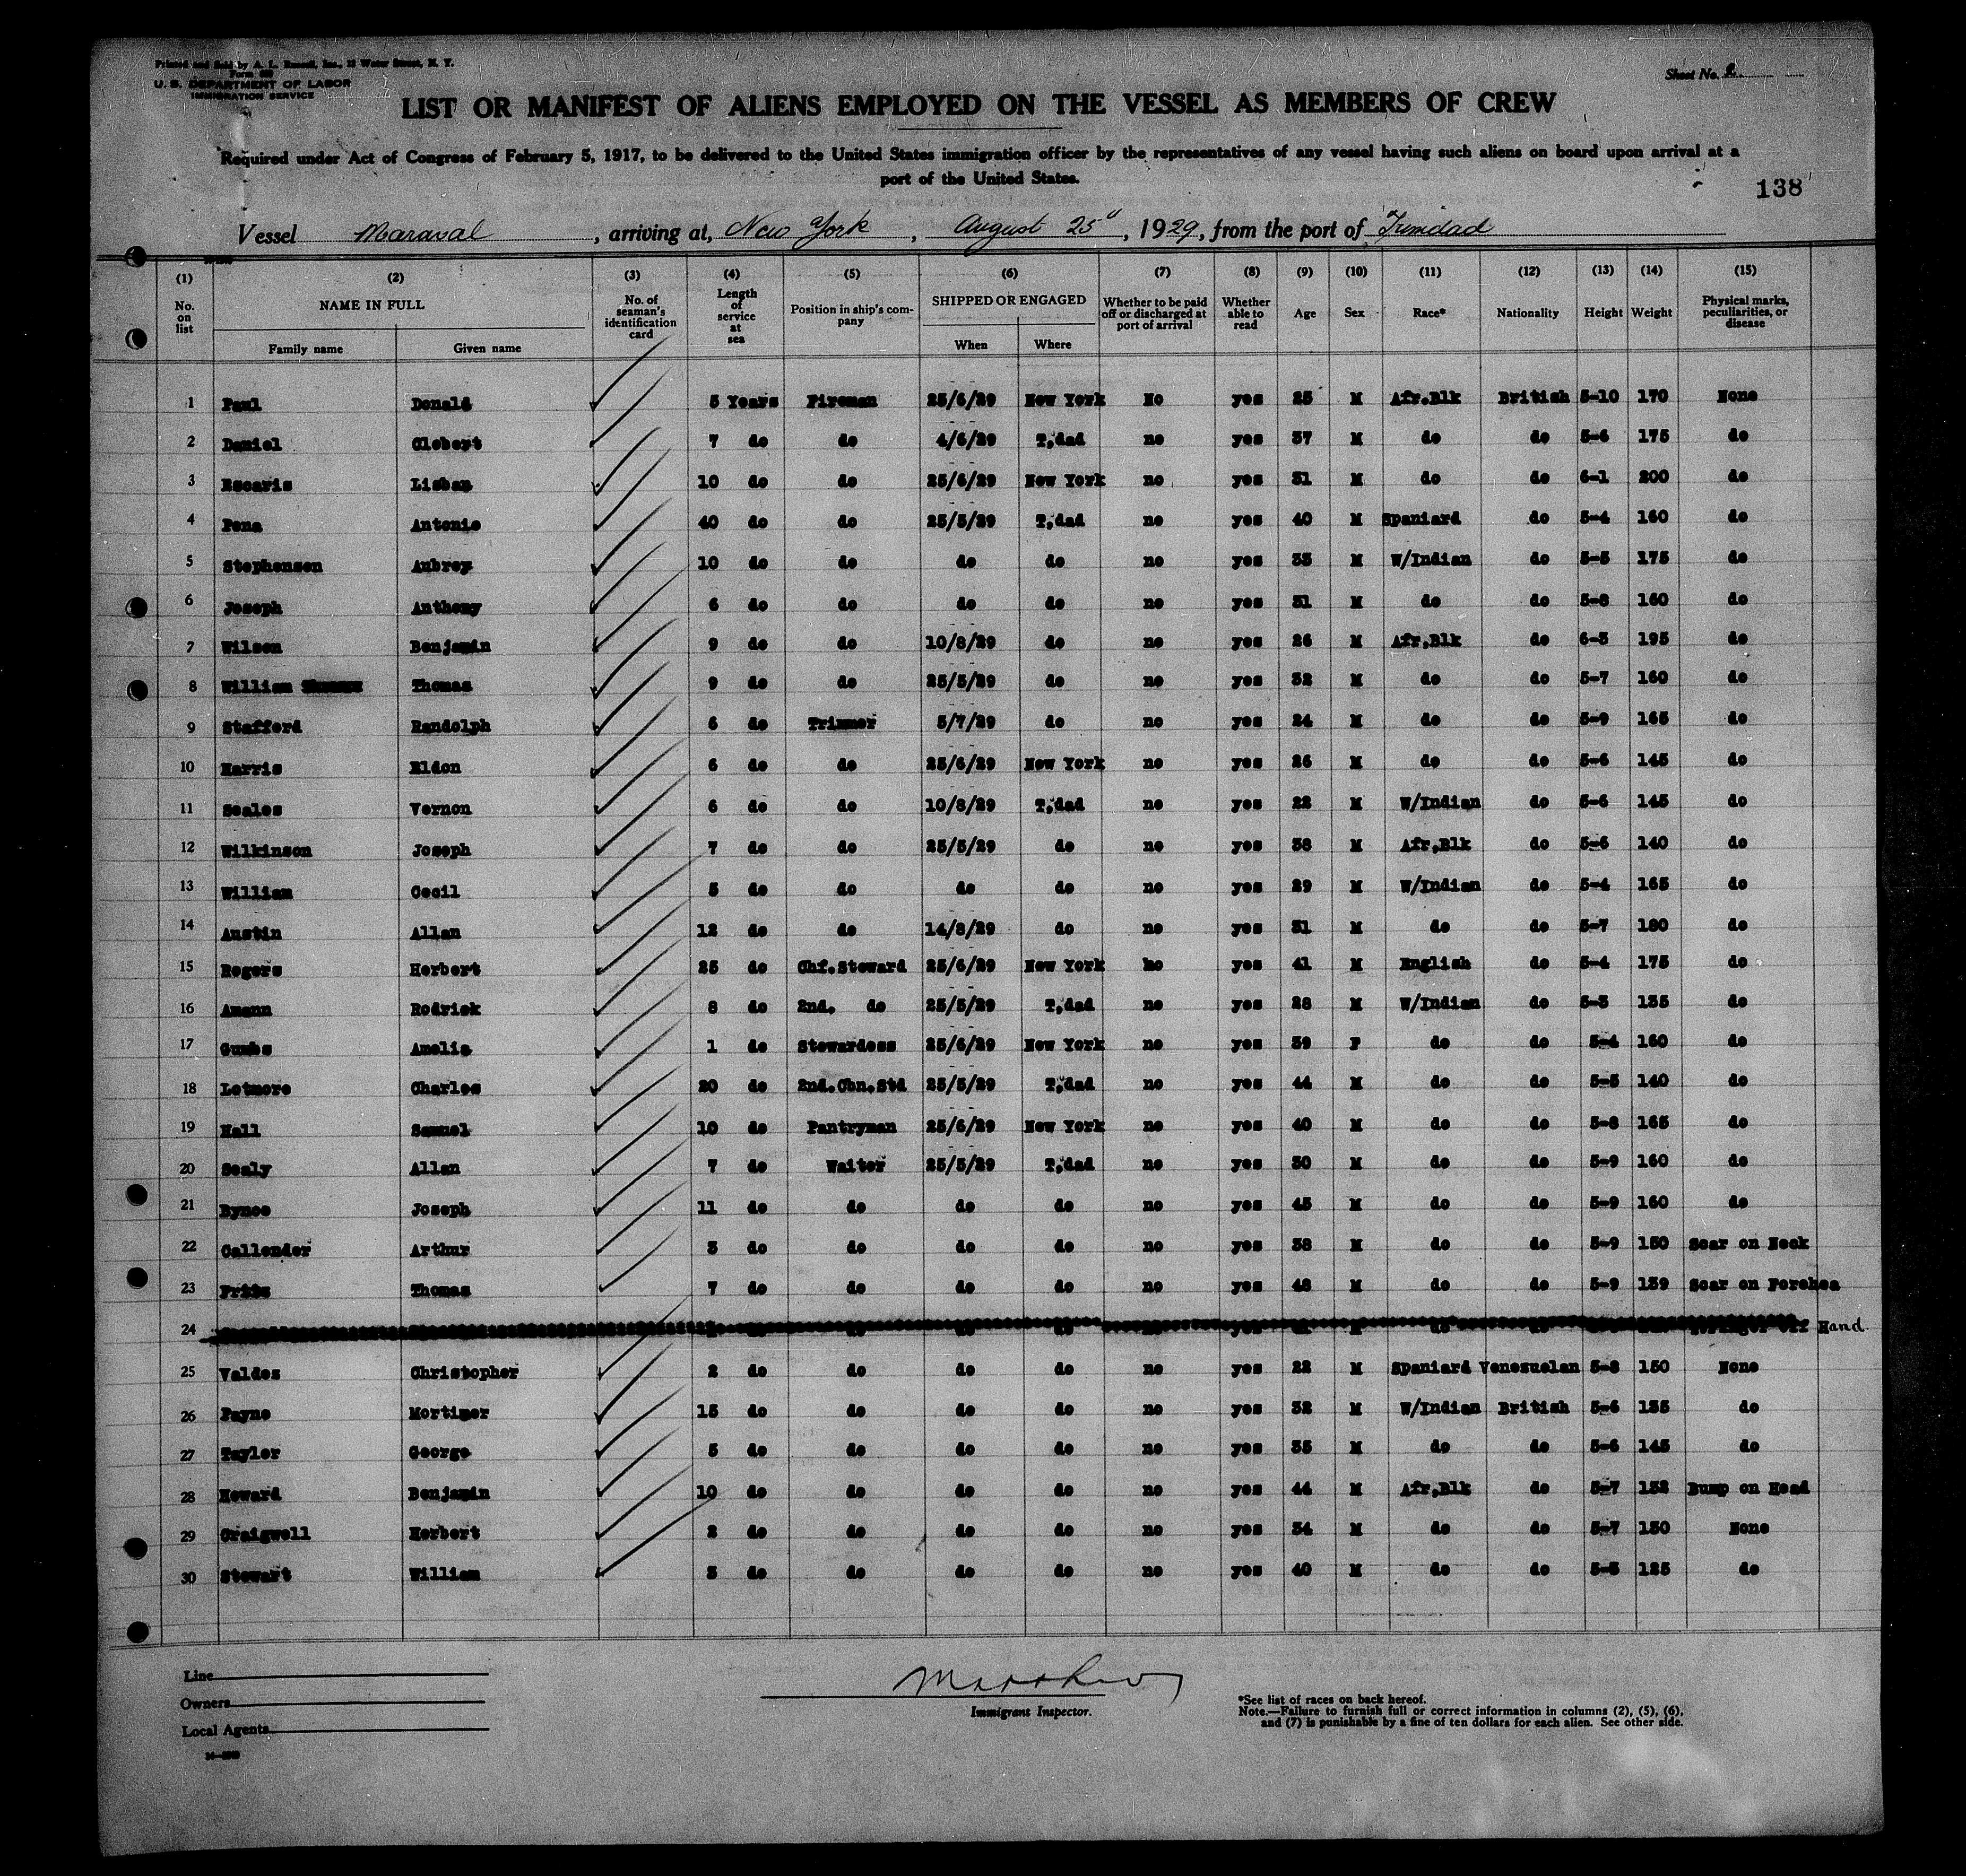 Printed and Sold by A. L. Russell, Inc., 12 Water Street, N. Y.
U. S. DEPARTMENT OF LABOR
IMMIGRATION SERVICE
Sheet No. 2
LIST OR MANIFEST OF ALIENS EMPLOYED ON THE VESSEL AS MEMBERS OF CREW
Required under Act of Congress of February 5, 1917, to be delivered to the United States immigration officer by the representatives of any vessel having such aliens on board upon arrival at a
port of the United States.
138
Vessel Maraval, arriving at, New York, August 25", 1929, from the port of Trinidad
(1) (2) (3) (4) (5) (6) (7) (8) (9) (10) (11) (12) (13) (14) (15)
No. on list NAME IN FULL Family name Given name No. of seaman's identification card Length of service at sea Position in ship's company SHIPPED OR ENGAGED When Where Whether to be paid off or discharged at port of arrival Whether able to read Age Sex Race* Nationality Height Weight Physical marks, peculiarities, or disease
1 Paul Donald 5 Years Fireman 25/6/29 New York No yes 25 M Afr.Blk British 5-10 170 None
2 Daniel Clebert 7 do do 4/6/29 T,dad no yes 37 M do do 5-6 175 do
3 Escaris Lisban 10 do do 25/6/29 New York no yes 31 M do do 6-1 200 do
4 Pena Antonio 40 do do 25/5/29 T,dad no yes 40 M Spaniard do 5-4 160 do
5 Stephenson Aubrey 10 do do do do no yes 35 M W/Indian do 5-5 175 do
6 Joseph Anthony 6 do do do do no yes 31 M do do 5-8 160 do
7 Wilson Benjamin 9 do do 10/8/29 do no yes 26 M Afr,Blk do 6-3 195 do
8 William Thomas 9 do do 25/5/29 do no yes 32 M do do 5-7 160 do
9 Stafford Randolph 6 do Trimmer 5/7/29 do no yes 24 M do do 5-9 165 do
10 Harris Eldon 6 do do 25/6/29 New York no yes 26 M do do 5-6 145 do
11 Seales Vernon 6 do do 10/8/29 T,dad no yes 22 M W/Indian do 5-6 145 do
12 Wilkinson Joseph 7 do do 25/5/29 do no yes 38 M Afr,Blk do 5-6 140 do
13 William Cecil 5 do do do do no yes 29 M W/Indian do 5-4 165 do
14 Austin Allan 12 do do 14/8/29 do no yes 31 M do do 5-7 180 do
15 Rogers Herbert 25 do Chf.Steward 25/6/29 New York no yes 41 M English do 5-4 175 do
16 Amann Rodrick 8 do 2nd. do 25/5/29 T,dad no yes 28 M W/Indian do 5-3 135 do
17 Gumbs Amelia 1 do Stewardess 25/6/29 New York no yes 39 F do do 5-4 160 do
18 Letmore Charles 20 do 2nd.Cbn.Std 25/5/29 T,dad no yes 44 M do do 5-5 140 do
19 Hall Samuel 10 do Pantryman 25/6/29 New York no yes 40 M do do 5-8 165 do
20 Sealy Allan 7 do Waiter 25/5/29 T,dad no yes 30 M do do 5-9 160 do
21 Bynoe Joseph 11 do do do do no yes 45 M do do 5-9 160 do
22 Callender Arthur 3 do do do do no yes 38 M do do 5-9 150 Scar on Neck
23 Thomas 7 do do do do no yes 48 M do do 5-9 139 Scar on Forehea
24 Hand
25 Valdes Christopher 2 do do do do no yes 22 M Spaniard Venezuelan 5-8 150 None
26 Payne Mortimer 15 do do do do no yes 32 M W/Indian British 5-6 135 do
27 Taylor George 5 do do do do no yes 35 M do do 5-6 145 do
28 Howard Benjamin 10 do do do do no yes 44 M Afr,Blk do 5-7 152 Bump on Head
29 Craigwell Herbert 2 do do do do no yes 34 M do do 5-7 150 None
30 Stewart William 3 do do do do no yes 40 M do do 5-5 125 do
Line
Owners
Local Agents
Immigrant Inspector.
*See list of races on back hereof.
Note.—Failure to furnish full or correct information in columns (2), (5), (6),
and (7) is punishable by a fine of ten dollars for each alien. See other side.